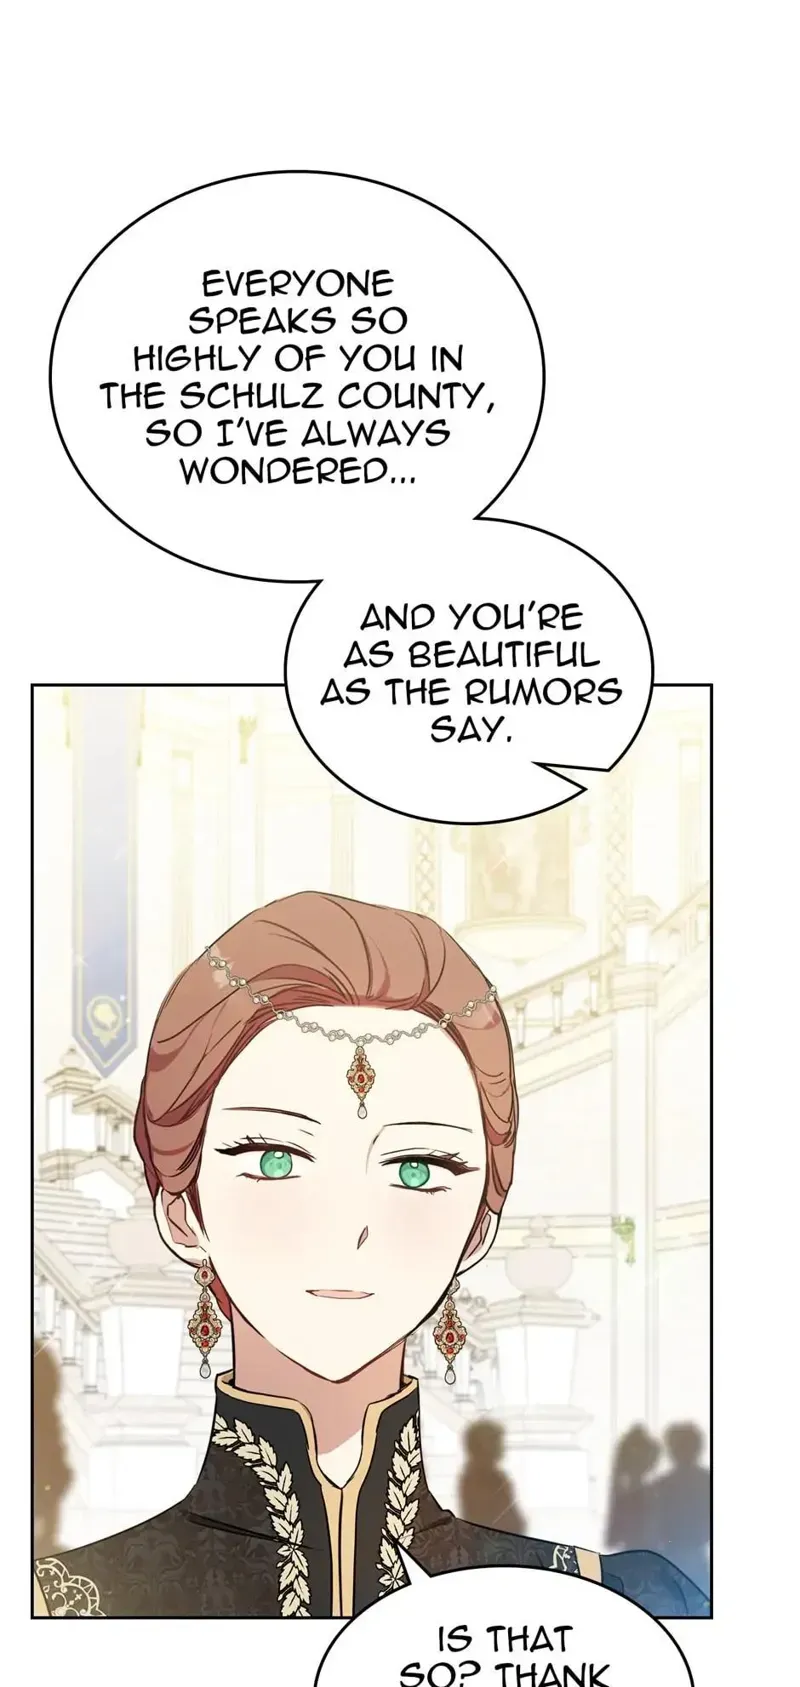 EVERYONE
SPEAKS SO
HIGHLY OF YOU IN
THE SCHULZ COUNTY,
SO I'VE ALWAYS
WONDERED...
AND YOU'RE
AS BEAUTIFUL
AS THE RUMORS
SAY.
IS THAT
SO? THANK